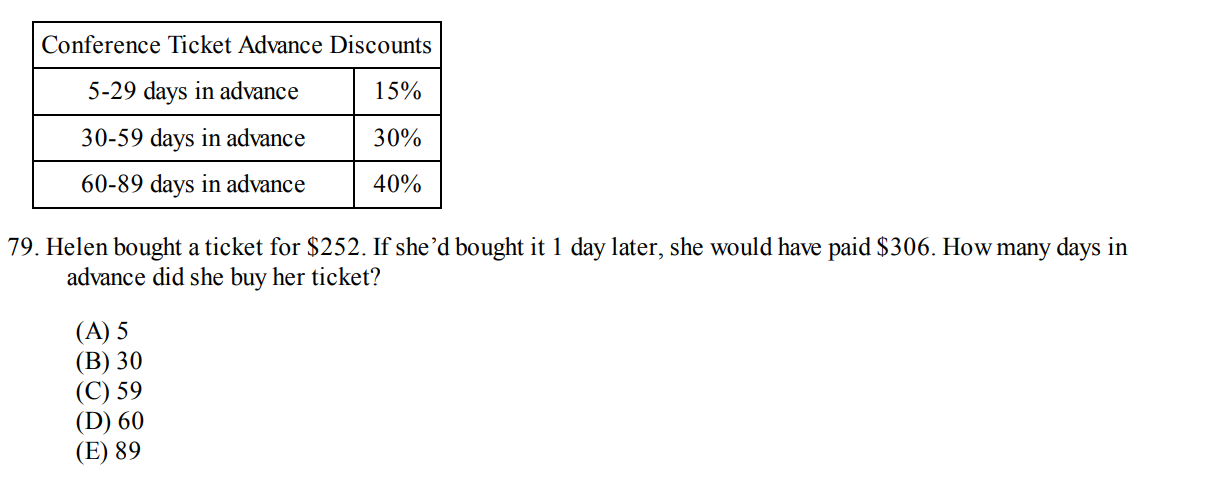 Conference Ticket Advance Discounts
5-29 days in advance 15%
30-59 days in advance 30%
60-89 days in advance 40%
79. Helen bought a ticket for $252. If she’d bought it 1 day later, she would have paid $306. How many days in
advance did she buy her ticket?
(A) 5
(B) 30
(C) 59
(D) 60
(E) 89